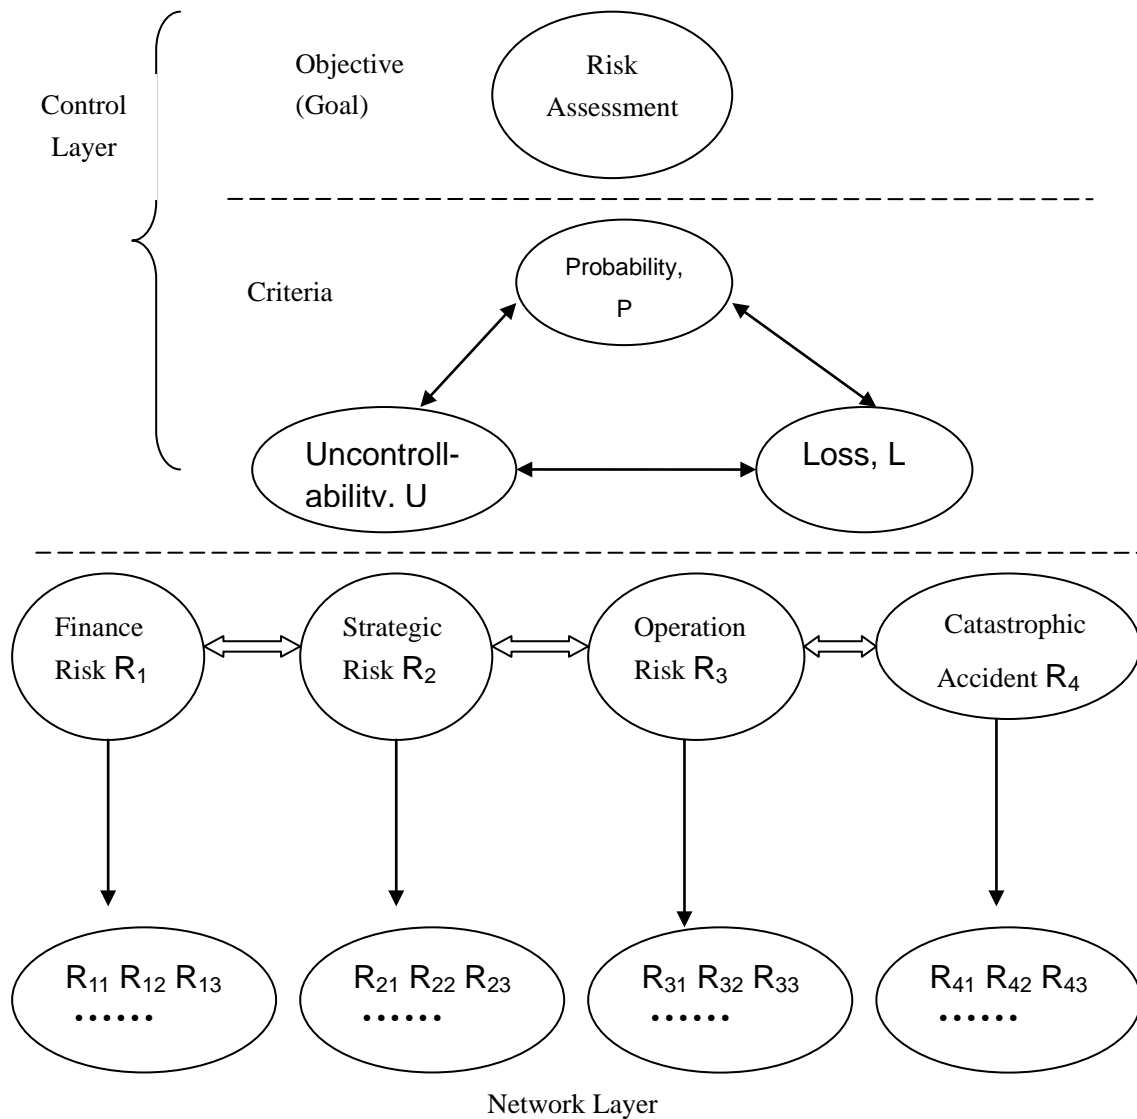 Control
Layer
Objective
(Goal)
Risk
Assessment
Criteria
Probability,
P
Uncontroll-
ability, U
Loss, L
Finance
Risk R1
Strategic
Risk R2
Operation
Risk R3
Catastrophic
Accident R4
R11 R12 R13
......
R21 R22 R23
......
R31 R32 R33
......
R41 R42 R43
......
Network Layer